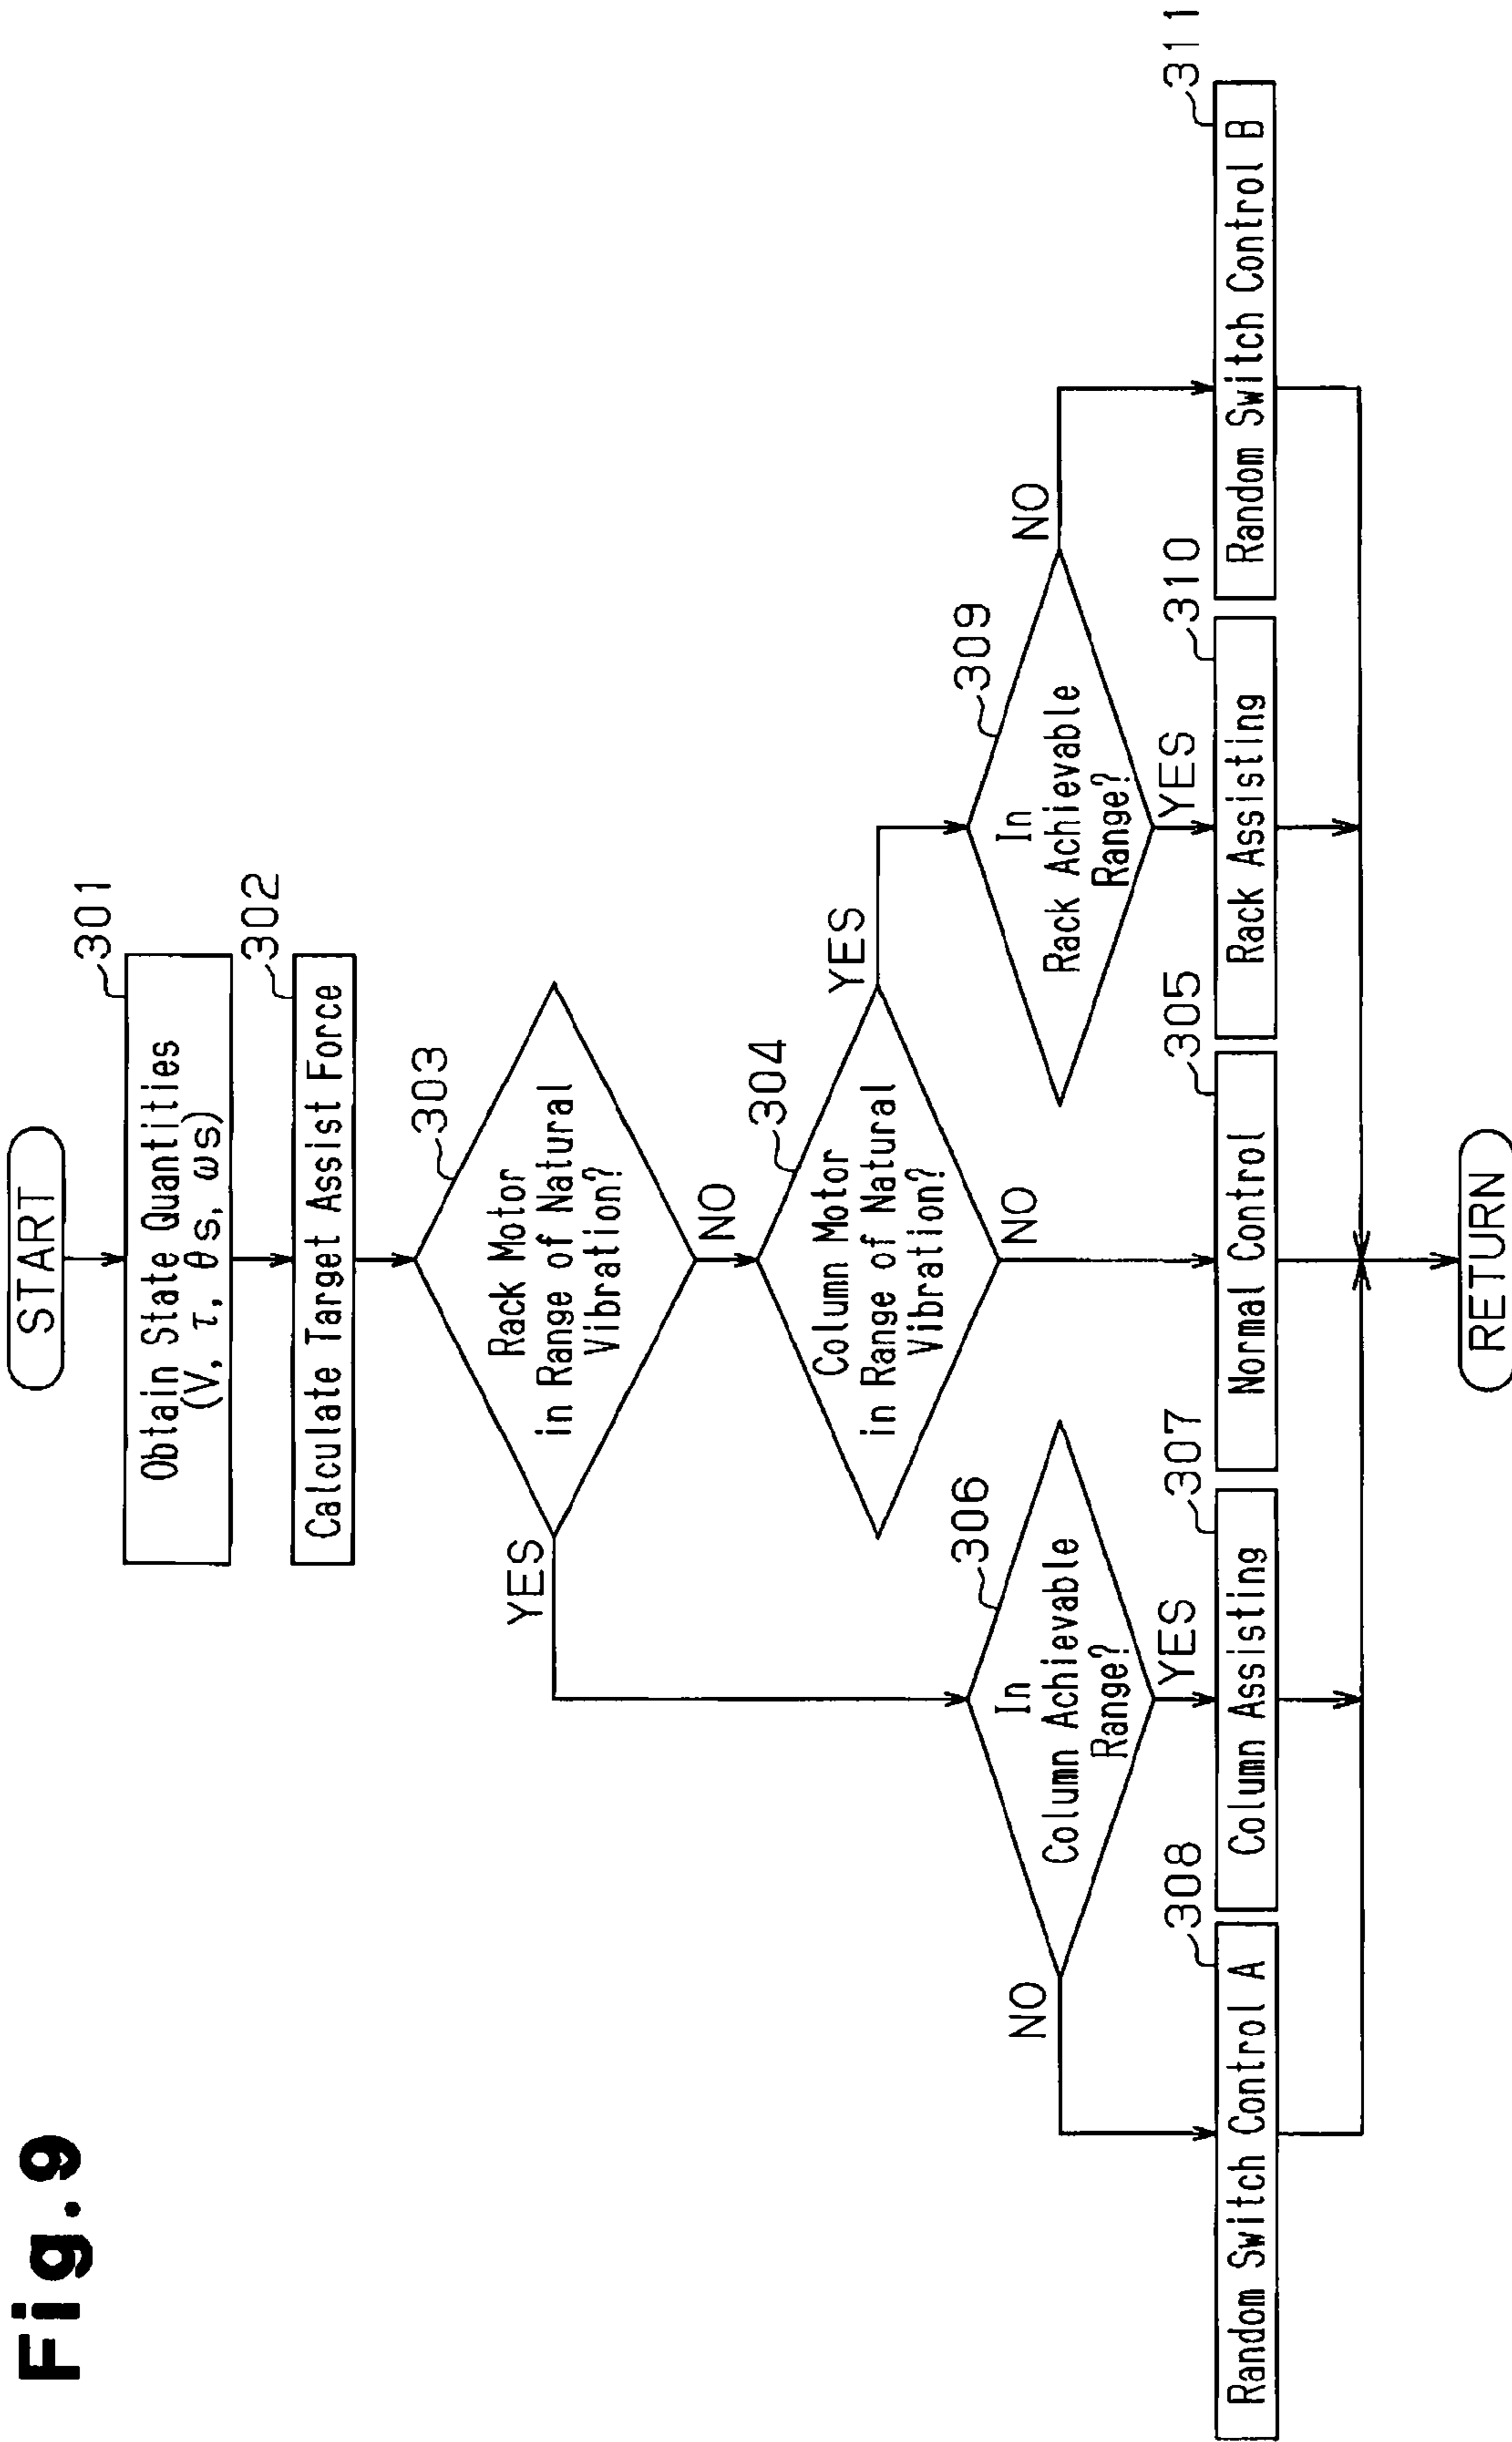 Fig.9
START
301
Obtain State Quantities
(V, τ, θs, ωs)
302
Calculate Target Assist Force
303
Rack Motor
in Range of Natural
Vibration?
YES
NO
304
Column Motor
in Range of Natural
Vibration?
YES
NO
306
In
Column Achievable
Range?
NO
YES
309
In
Rack Achievable
Range?
NO
YES
308
Random Switch Control A
307
Column Assisting
305
Normal Control
310
Rack Assisting
311
Random Switch Control B
RETURN